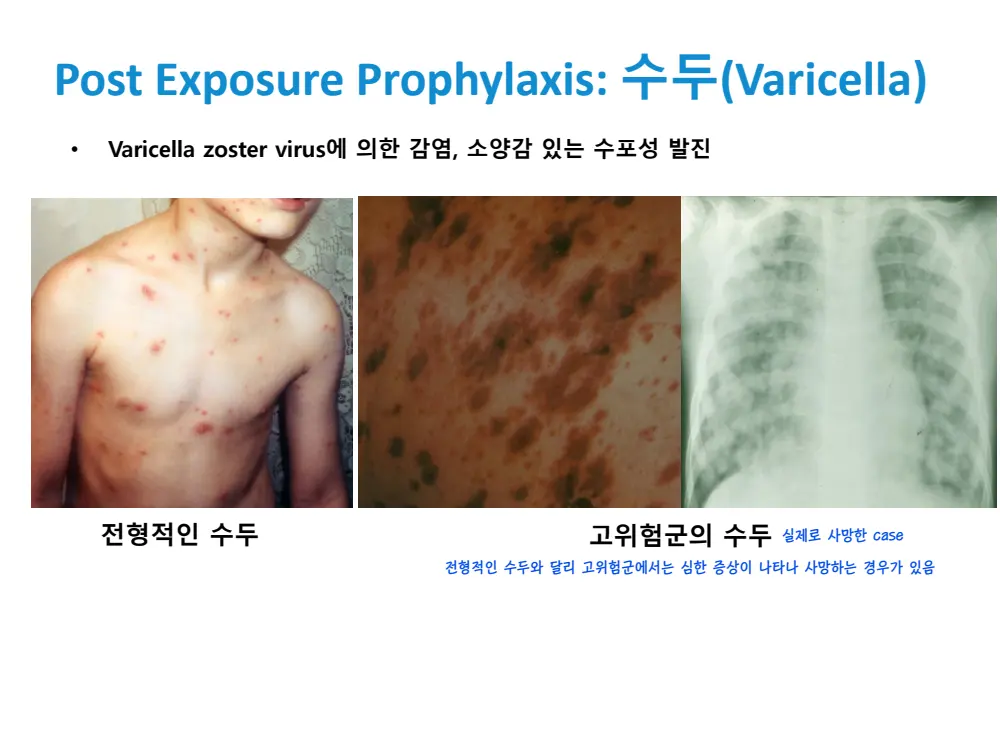 Post Exposure Prophylaxis: 수두(Varicella)
• Varicella zoster virus에 의한 감염, 소양감 있는 수포성 발진
전형적인 수두
고위험군의 수두 실제로 사망한 case
전형적인 수두와 달리 고위험군에서는 심한 증상이 나타나 사망하는 경우가 있음